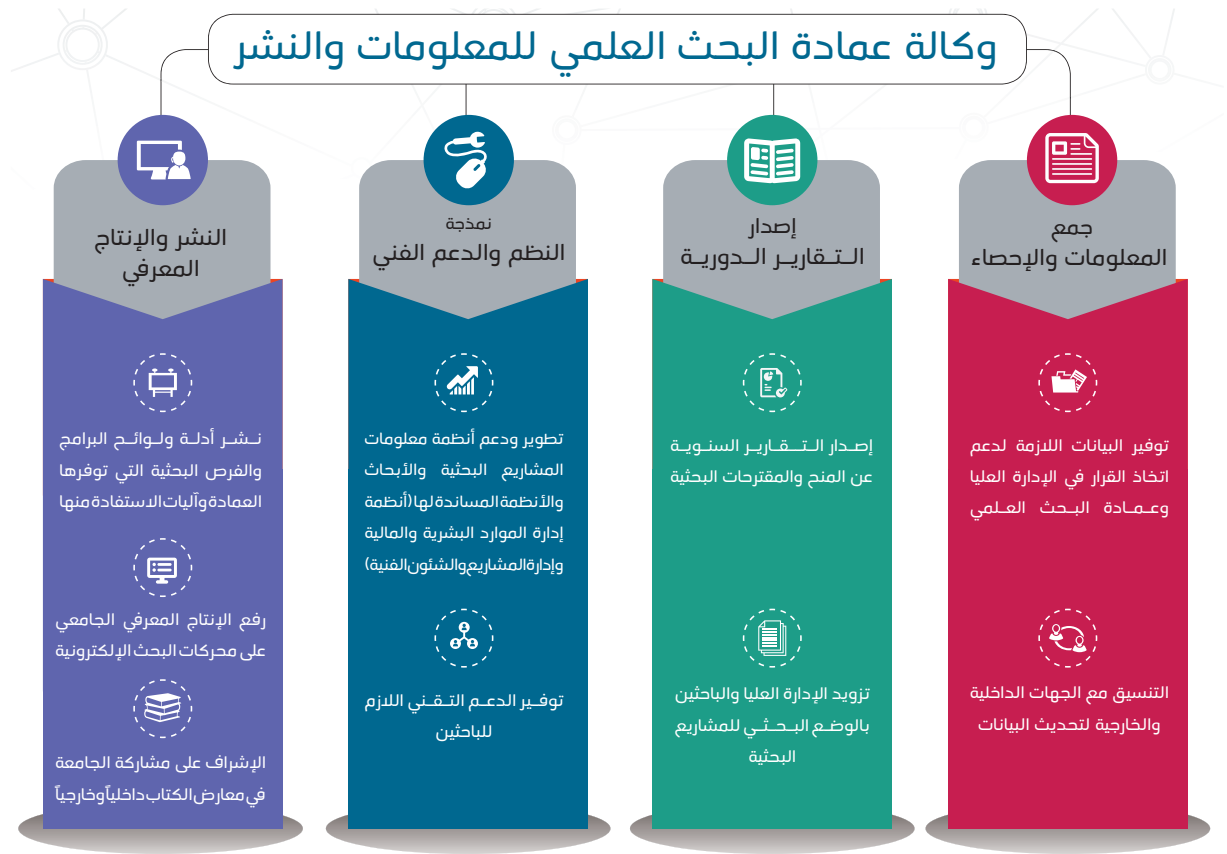 وكالة عمادة البحث العلمي للمعلومات والنشر
جمع
المعلومات والإحصاء
توفير البيانات اللازمة لدعم
اتخاذ القرار في الإدارة العليا
وعمادة البحث العلمي
التنسيق مع الجهات الداخلية
والخارجية لتحديث البيانات
إصدار
التقارير الدورية
إصدار التقارير السنوية
عن المنح والمقترحات البحثية
تزويد الإدارة العليا والباحثين
بالوضع البحثي للمشاريع
البحثية
نمذجة
النظم والدعم الفني
تطوير ودعم أنظمة معلومات
المشاريع البحثية والأبحاث
والأنظمة المساندة لها (أنظمة
إدارة الموارد البشرية والمالية
وإدارة المشاريع والشئون الفنية)
توفير الدعم التقني اللازم
للباحثين
النشر والإنتاج
المعرفي
نشر أدلة ولوائح البرامج
والفرص البحثية التي توفرها
العمادة وآليات الاستفادة منها
رفع الإنتاج المعرفي الجامعي
على محركات البحث الإلكترونية
الإشراف على مشاركة الجامعة
في معارض الكتاب داخلياً وخارجياً